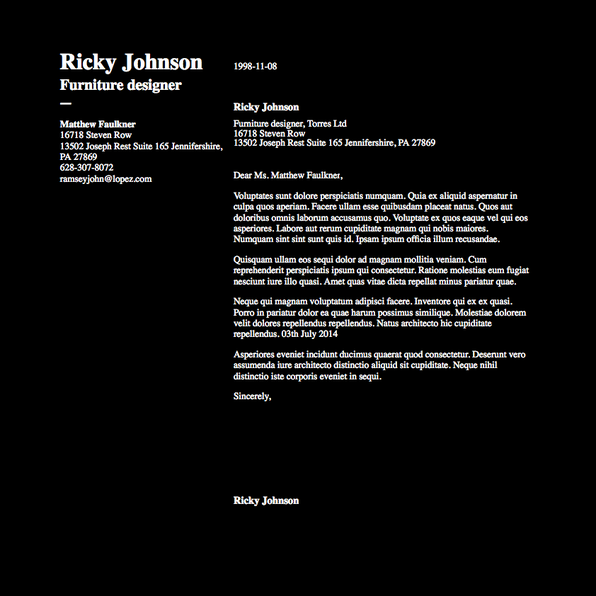 Ricky Johnson
Furniture designer
Matthew Faulkner
16718 Steven Row
13502 Joseph Rest Suite 165 Jennifershire,
PA 27869
628-307-8072
ramseyjohn@lopez.com
1998-11-08
Ricky Johnson
Furniture designer, Torres Ltd
16718 Steven Row
13502 Joseph Rest Suite 165 Jennifershire, PA 27869
Dear Ms. Matthew Faulkner,
Voluptates sunt dolore perspiciatis numquam. Quia ex aliquid aspernatur in
culpa quos aperiam. Facere ullam esse quibusdam placeat natus. Quos aut
doloribus omnis laborum accusamus quo. Voluptate ex quos eaque vel qui eos
asperiores. Labore aut rerum cupiditate magnam qui nobis maiores.
Numquam sint sint sunt quis id. Ipsam ipsum officia illum recusandae.
Quisquam ullam eos sequi dolor ad magnam mollitia veniam. Cum
reprehenderit perspiciatis ipsum qui consectetur. Ratione molestias eum fugiat
nesciunt iure illo quasi. Amet quas vitae dicta repellat minus pariatur quae.
Neque qui magnam voluptatum adipisci facere. Inventore qui ex ex quasi.
Porro in pariatur dolor ea quae harum possimus similique. Molestiae dolorem
velit dolores repellendus repellendus. Natus architecto hic cupiditate
repellendus. 03th July 2014
Asperiores eveniet incidunt ducimus quaerat quod consectetur. Deserunt vero
assumenda iure architecto distinctio aliquid sit cupiditate. Neque nihil
distinctio iste corporis eveniet in sequi.
Sincerely,
Ricky Johnson